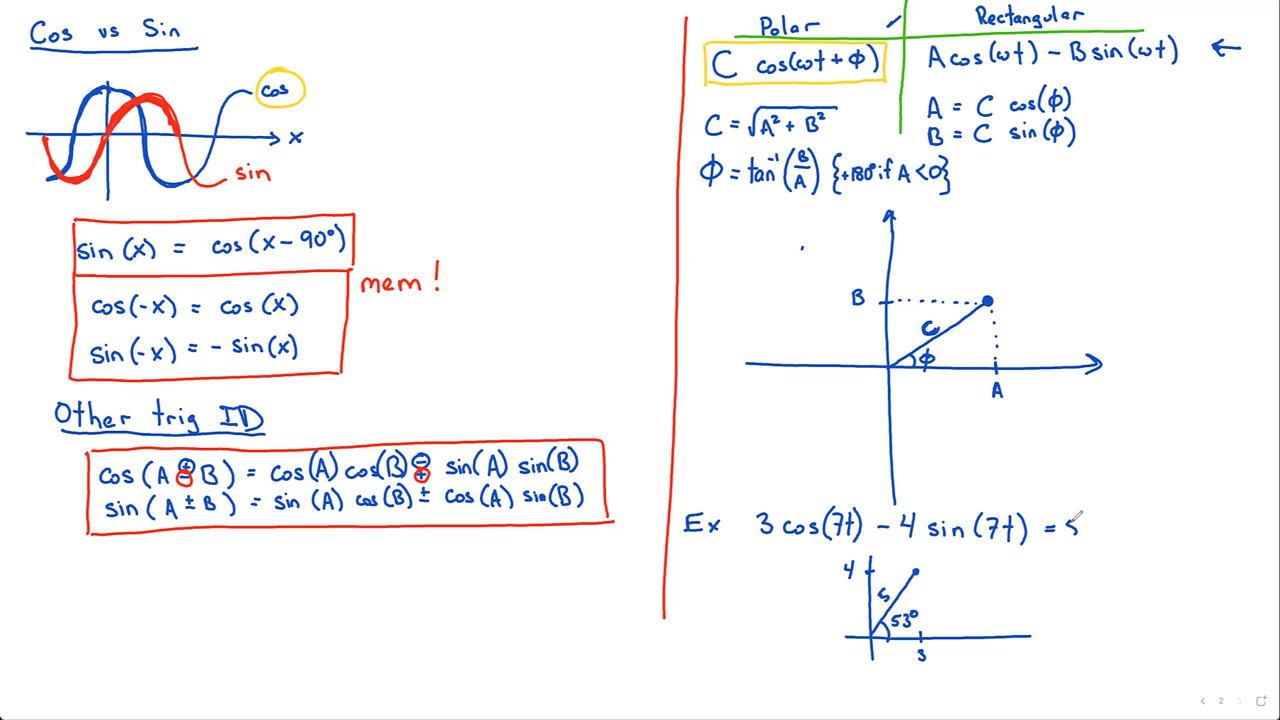 Cos vs Sin
cos
x
sin
sin(x) = cos(x - 90°)
mem!
cos(-x) = cos(x)
sin(-x) = - sin(x)
Other trig ID
cos(A ± B) = cos(A) cos(B) ∓ sin(A) sin(B)
sin(A ± B) = sin(A) cos(B) ± cos(A) sin(B)
Polar
Rectangular
C cos(ωt + ϕ)
A cos(ωt) - B sin(ωt) ←
C = √A² + B²
A = C cos(ϕ)
B = C sin(ϕ)
ϕ = tan⁻¹(B/A) {+180° if A < 0}
B
C
ϕ
A
Ex 3 cos(7t) - 4 sin(7t) = 5
4
5
53°
3
2